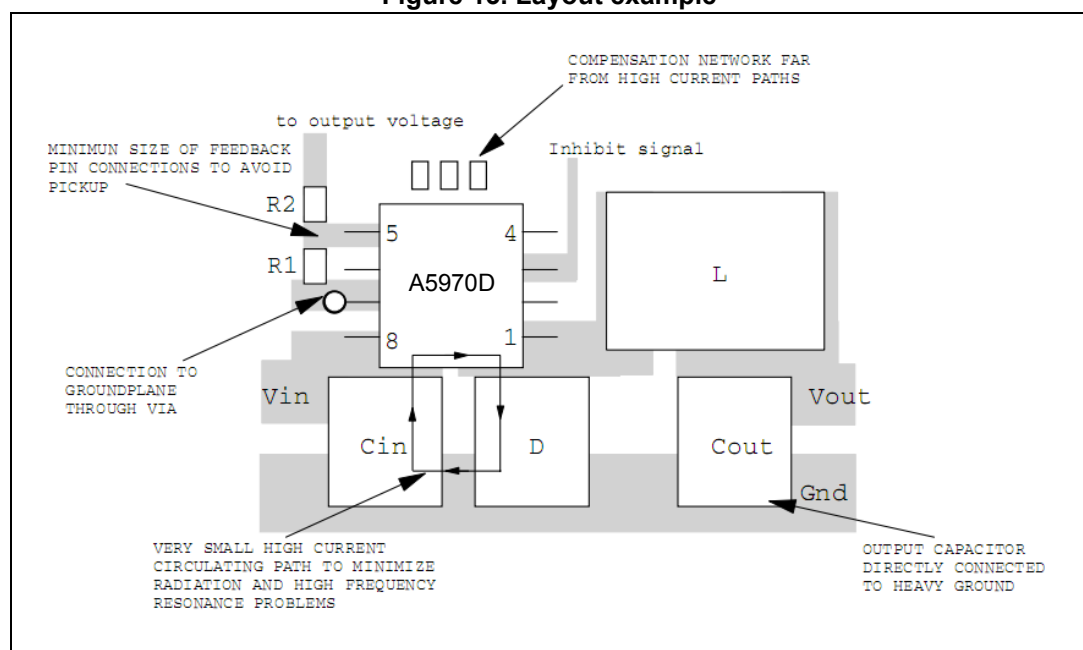 Figure 16. Layout example
COMPENSATION NETWORK FAR
FROM HIGH CURRENT PATHS
to output voltage
MINIMUN SIZE OF FEEDBACK
PIN CONNECTIONS TO AVOID
PICKUP
Inhibit signal
R2
5
4
R1
A5970D
L
8
1
CONNECTION TO
GROUNDPLANE
THROUGH VIA
Vin
Vout
Cin
D
Cout
Gnd
VERY SMALL HIGH CURRENT
CIRCULATING PATH TO MINIMIZE
RADIATION AND HIGH FREQUENCY
RESONANCE PROBLEMS
OUTPUT CAPACITOR
DIRECTLY CONNECTED
TO HEAVY GROUND